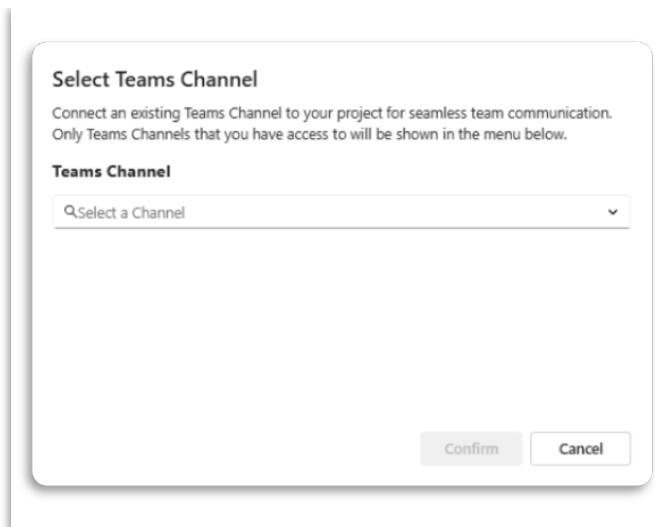 Select Teams Channel
Connect an existing Teams Channel to your project for seamless team communication.
Only Teams Channels that you have access to will be shown in the menu below.
Teams Channel
Select a Channel
Confirm
Cancel